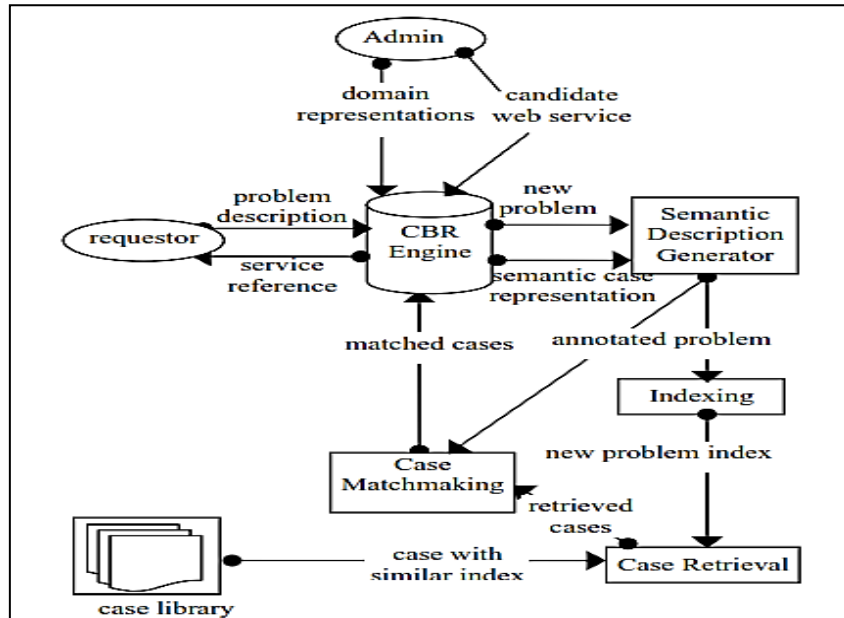 Admin
domain
representations
candidate
web service
problem
description
new
problem
requestor
CBR
Engine
Semantic
Description
Generator
service
reference
semantic case
representation
matched cases
annotated problem
Indexing
new problem index
Case
Matchmaking
retrieved
cases
case with
similar index
Case Retrieval
case library